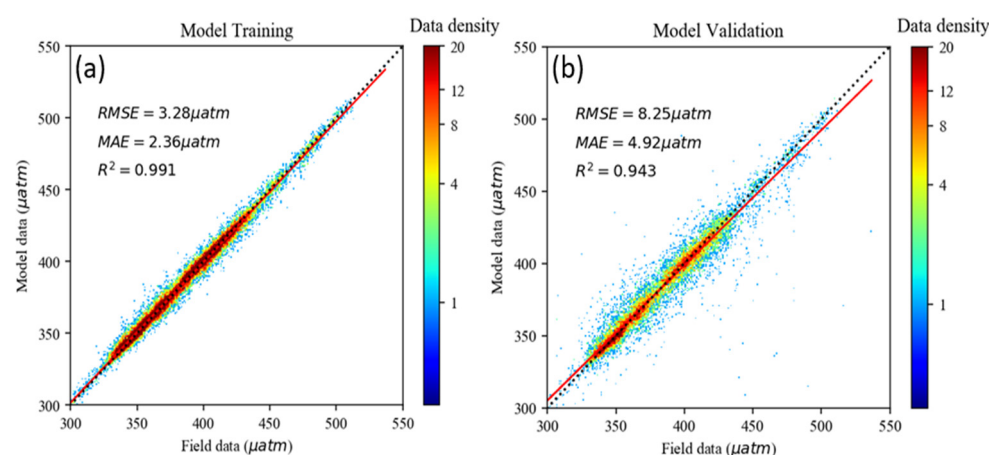 Model Training
Data density
(a)
RMSE = 3.28μatm
MAE = 2.36μatm
R² = 0.991
550
500
450
400
350
300
Model data (μatm)
300
350
400
450
500
550
Field data (μatm)
20
12
8
4
1
Model Validation
Data density
(b)
RMSE = 8.25μatm
MAE = 4.92μatm
R² = 0.943
550
500
450
400
350
300
Model data (μatm)
300
350
400
450
500
550
Field data (μatm)
20
12
8
4
1